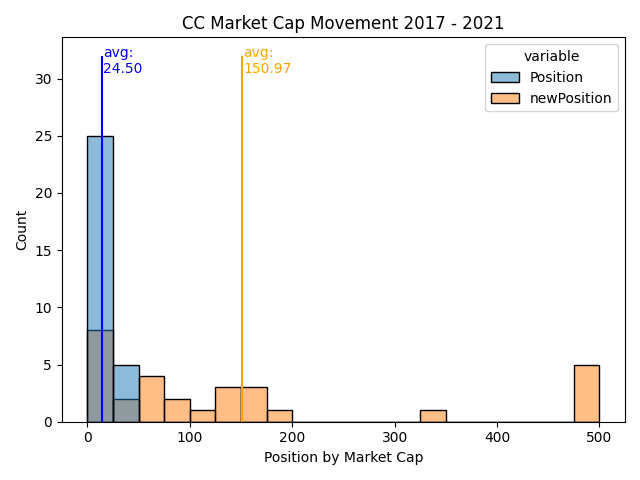 CC Market Cap Movement 2017 - 2021
avg:
24.50
avg:
150.97
variable
Position
newPosition
Count
30
25
20
15
10
5
0
0
100
200
300
400
500
Position by Market Cap